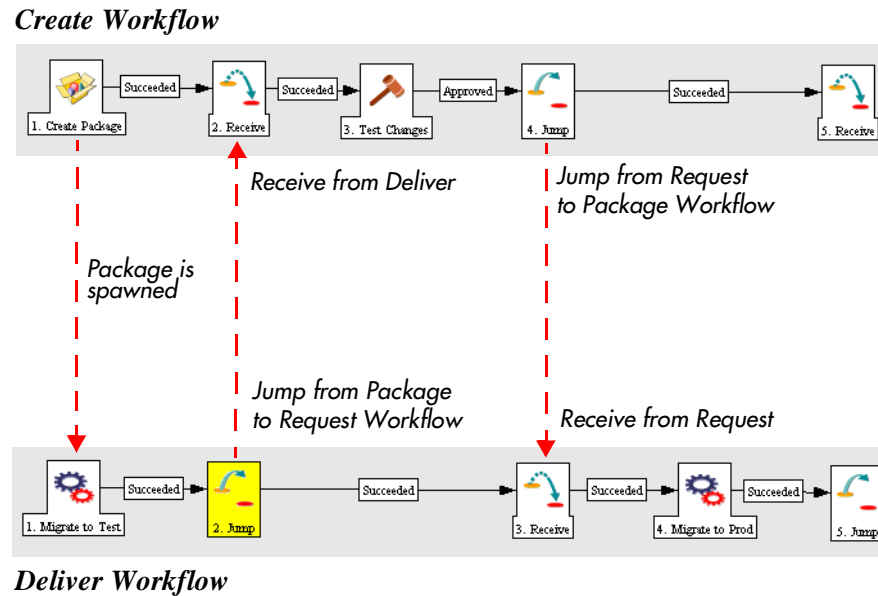 Create Workflow
Succeeded
Succeeded
Approved
Succeeded
1. Create Package
2. Receive
3. Test Changes
4. Jump
5. Receive
Receive from Deliver
Jump from Request
to Package Workflow
Package is
spawned
Jump from Package
to Request Workflow
Receive from Request
Succeeded
Succeeded
Succeeded
Succeeded
1. Migrate to Test
2. Jump
3. Receive
4. Migrate to Prod
5. Jump
Deliver Workflow